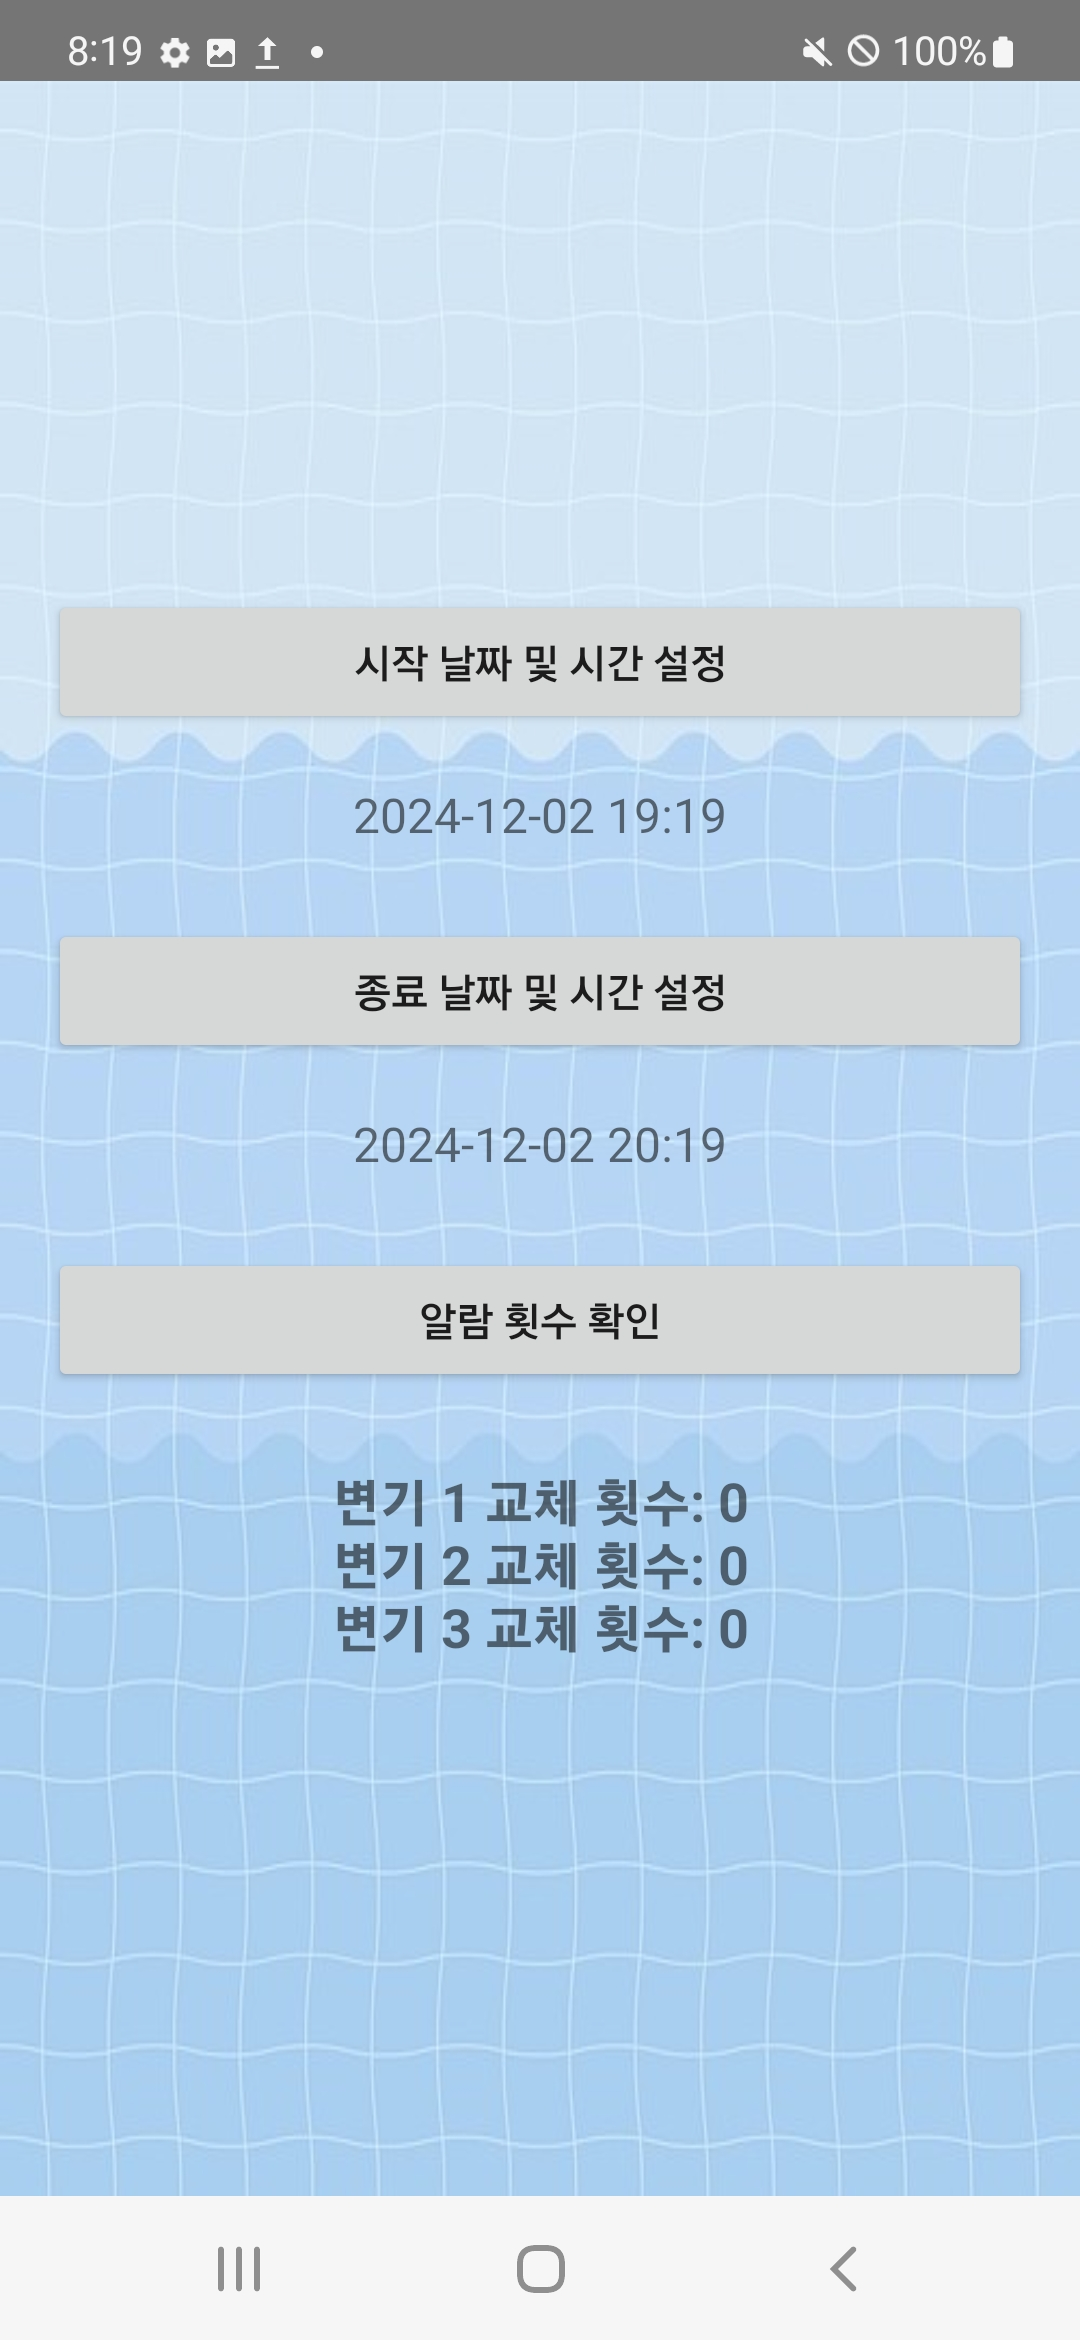 8:19 100%
시작 날짜 및 시간 설정
2024-12-02 19:19
종료 날짜 및 시간 설정
2024-12-02 20:19
알람 횟수 확인
변기 1 교체 횟수: 0
변기 2 교체 횟수: 0
변기 3 교체 횟수: 0